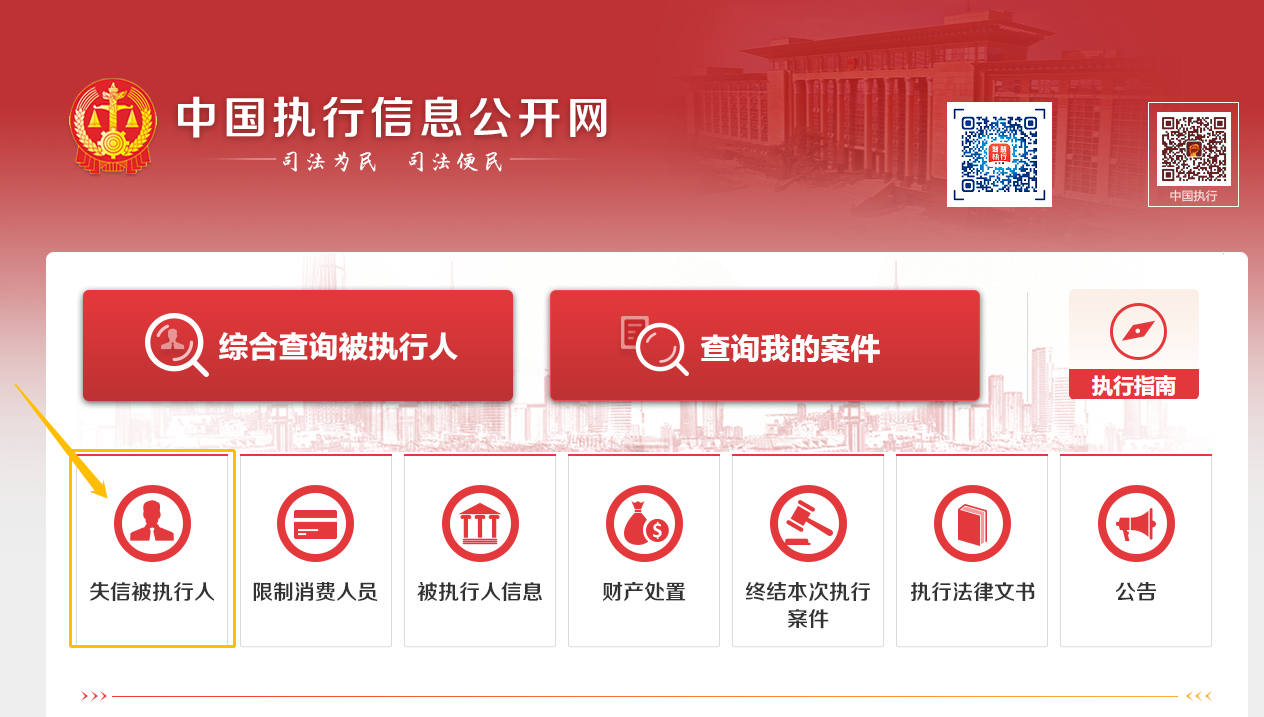 中国执行信息公开网
司法为民 司法便民
智慧
执行
中国执行
综合查询被执行人
查询我的案件
执行指南
失信被执行人
限制消费人员
被执行人信息
财产处置
终结本次执行
案件
执行法律文书
公告